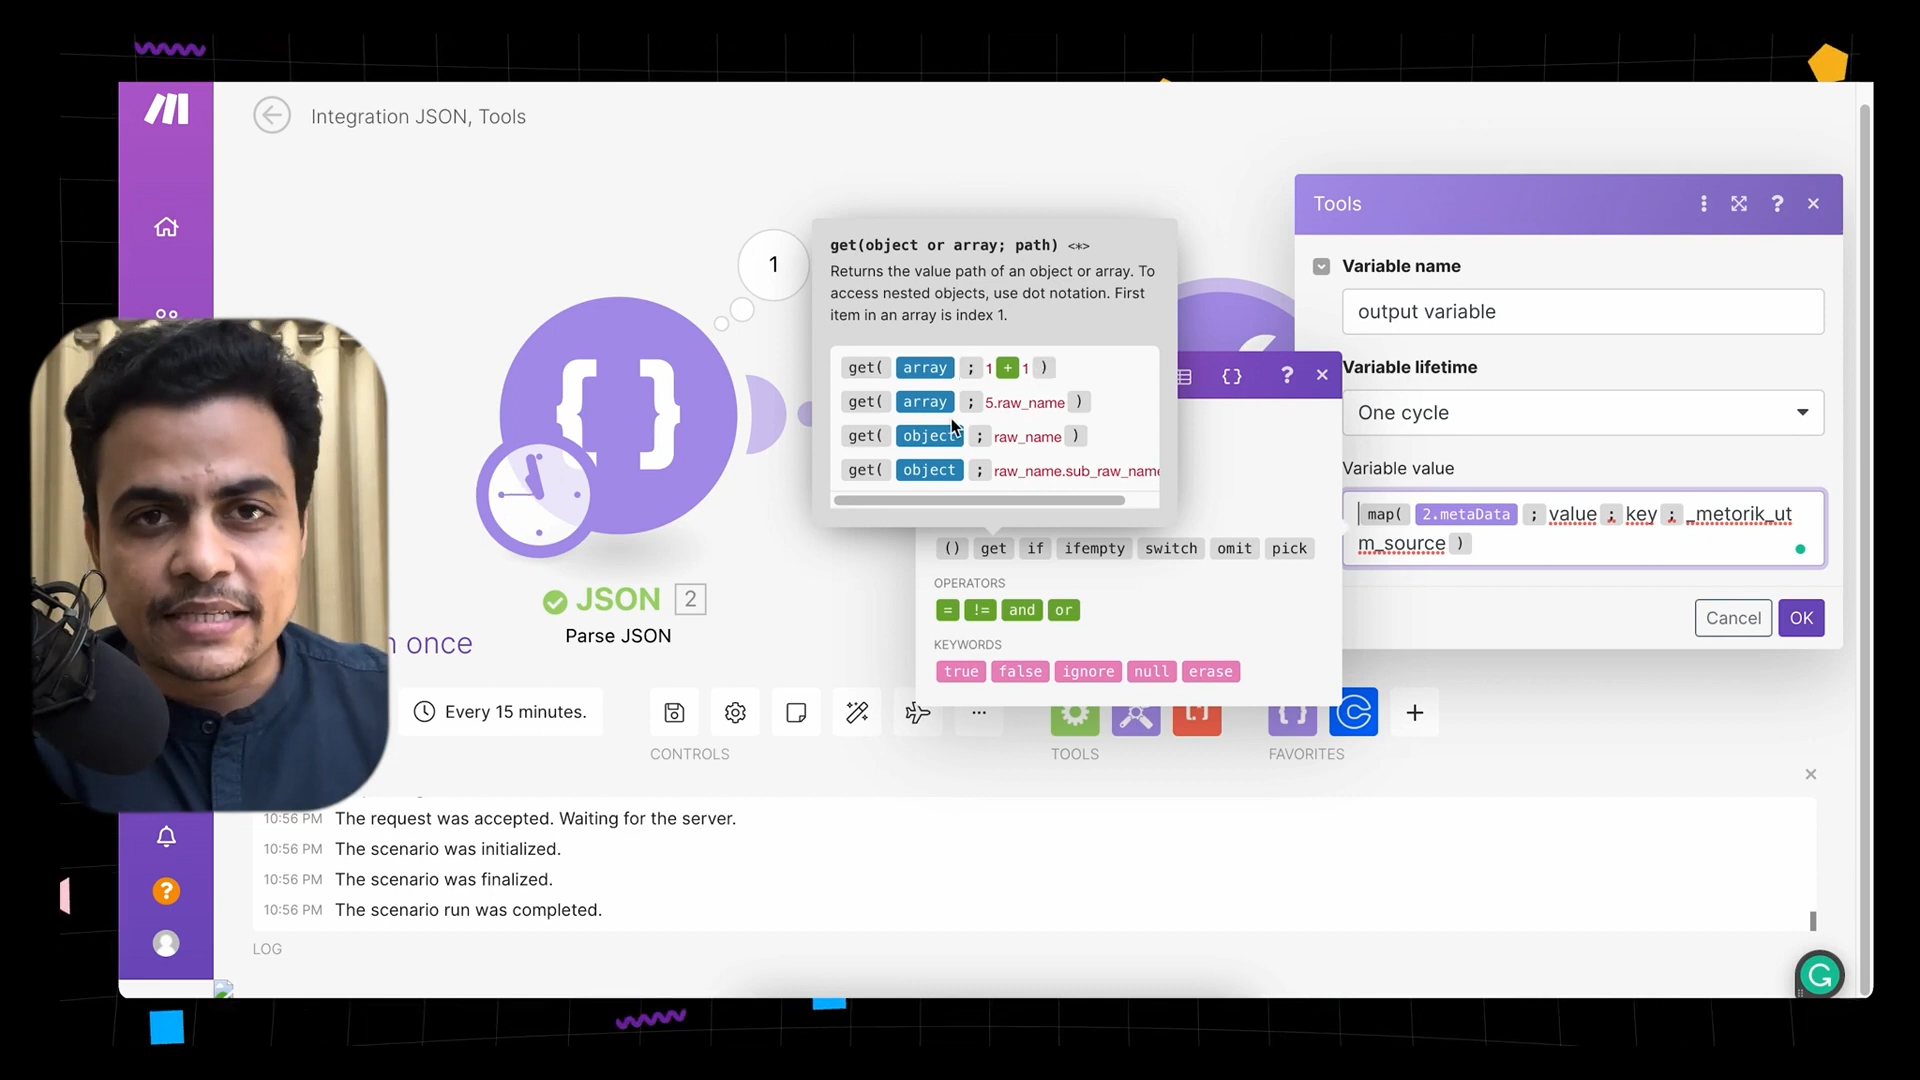 Integration JSON, Tools
1
{ }
JSON 2
Parse JSON
once
Every 15 minutes.
CONTROLS
TOOLS
FAVORITES
get(object or array; path) <*>
Returns the value path of an object or array. To
access nested objects, use dot notation. First
item in an array is index 1.
get( array ; 1 + 1 )
get( array ; 5.raw_name )
get( object ; raw_name )
get( object ; raw_name.sub_raw_name
() get if ifempty switch omit pick
OPERATORS
= != and or
KEYWORDS
true false ignore null erase
Tools
Variable name
output variable
Variable lifetime
One cycle
Variable value
map( 2.metaData ; value ; key ; _metorik_ut
m_source )
Cancel OK
10:56 PM The request was accepted. Waiting for the server.
10:56 PM The scenario was initialized.
10:56 PM The scenario was finalized.
10:56 PM The scenario run was completed.
LOG